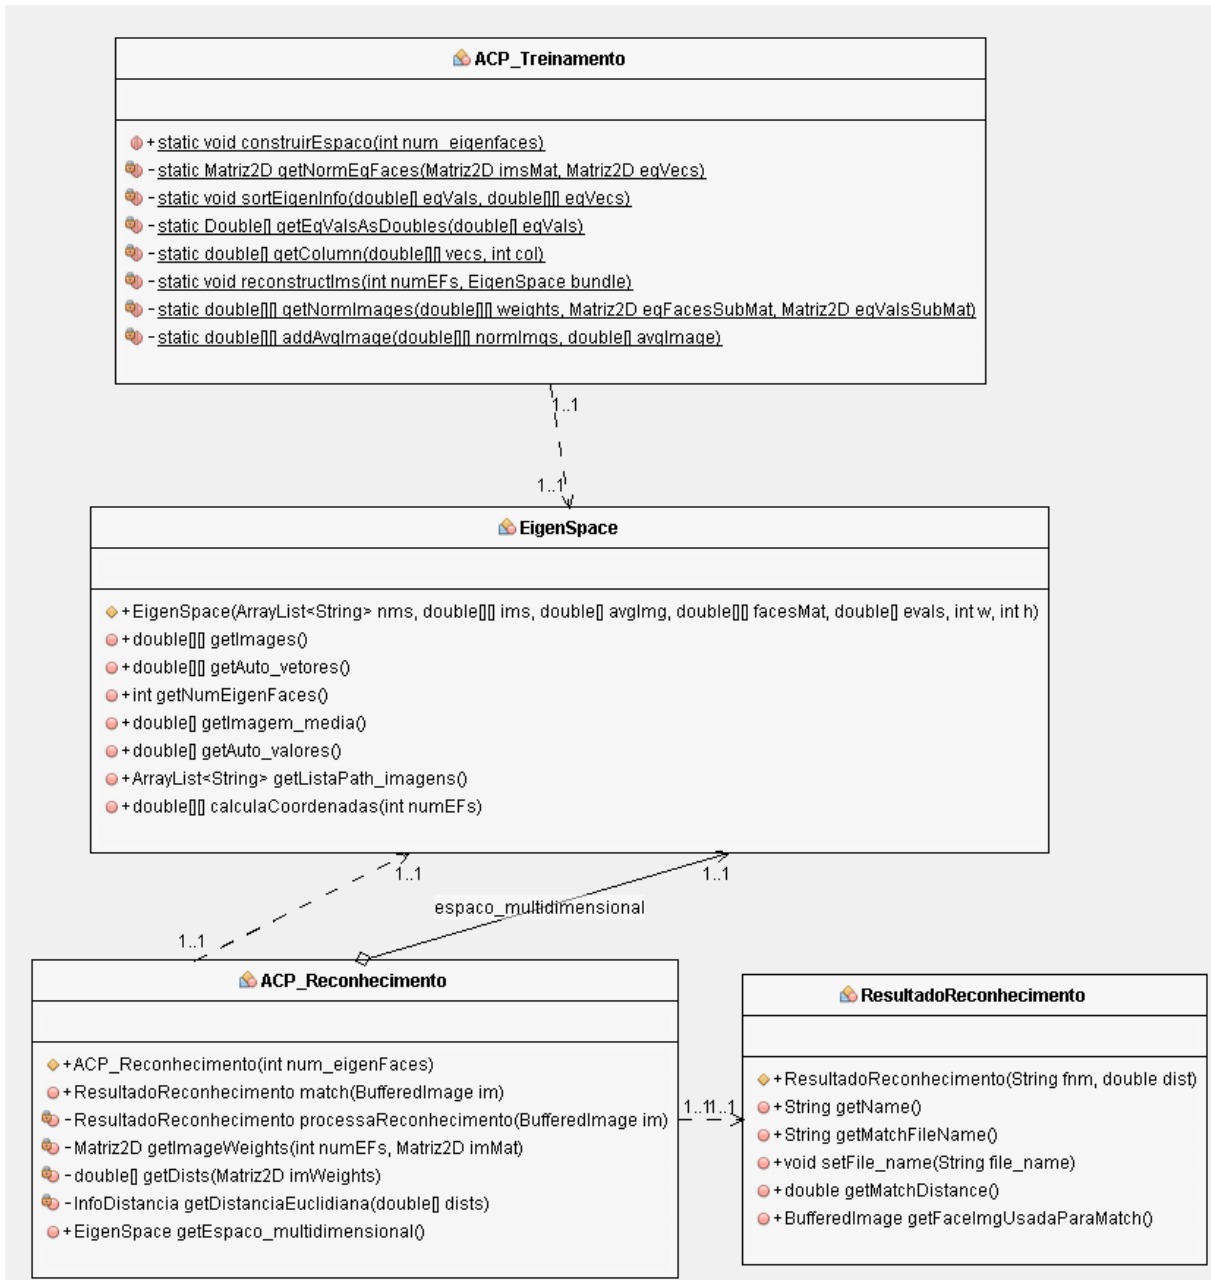 ACP_Treinamento
+ static void construirEspaco(int num_eigenfaces)
- static Matriz2D getNormEgFaces(Matriz2D imsMat, Matriz2D egVecs)
- static void sortEigenInfo(double[] egVals, double[][] egVecs)
- static Double[] getEgValsAsDoubles(double[] egVals)
- static double[] getColumn(double[][] vecs, int col)
- static void reconstructIms(int numEFs, EigenSpace bundle)
- static double[][] getNormImages(double[][] weights, Matriz2D egFacesSubMat, Matriz2D egValsSubMat)
- static double[][] addAvgImage(double[][] normImgs, double[] avgImage)
1..1
1..1
EigenSpace
+EigenSpace(ArrayList<String> nms, double[][] ims, double[] avgImg, double[][] facesMat, double[] evals, int w, int h)
+double[][] getImages()
+double[][] getAuto_vetores()
+int getNumEigenFaces()
+double[] getImagem_media()
+double[] getAuto_valores()
+ArrayList<String> getListaPath_imagens()
+double[][] calculaCoordenadas(int numEFs)
1..1
1..1
espaco_multidimensional
1..1
ACP_Reconhecimento
+ACP_Reconhecimento(int num_eigenFaces)
+ResultadoReconhecimento match(BufferedImage im)
-ResultadoReconhecimento processaReconhecimento(BufferedImage im)
-Matriz2D getImageWeights(int numEFs, Matriz2D imMat)
-double[] getDists(Matriz2D imWeights)
-InfoDistancia getDistanciaEuclidiana(double[] dists)
+EigenSpace getEspaco_multidimensional()
1..1
1..1
ResultadoReconhecimento
+ResultadoReconhecimento(String fnm, double dist)
+String getName()
+String getMatchFileName()
+void setFile_name(String file_name)
+double getMatchDistance()
+BufferedImage getFaceImgUsadaParaMatch()